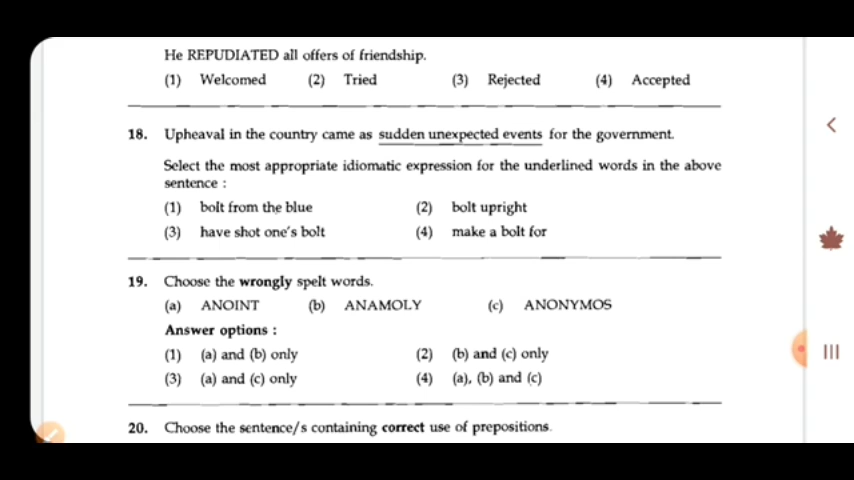 He REPUDIATED all offers of friendship.
(1) Welcomed (2) Tried (3) Rejected (4) Accepted
18. Upheaval in the country came as sudden unexpected events for the government.
Select the most appropriate idiomatic expression for the underlined words in the above
sentence :
(1) bolt from the blue (2) bolt upright
(3) have shot one's bolt (4) make a bolt for
19. Choose the wrongly spelt words.
(a) ANOINT (b) ANAMOLY (c) ANONYMOS
Answer options :
(1) (a) and (b) only (2) (b) and (c) only
(3) (a) and (c) only (4) (a), (b) and (c)
20. Choose the sentence/s containing correct use of prepositions.